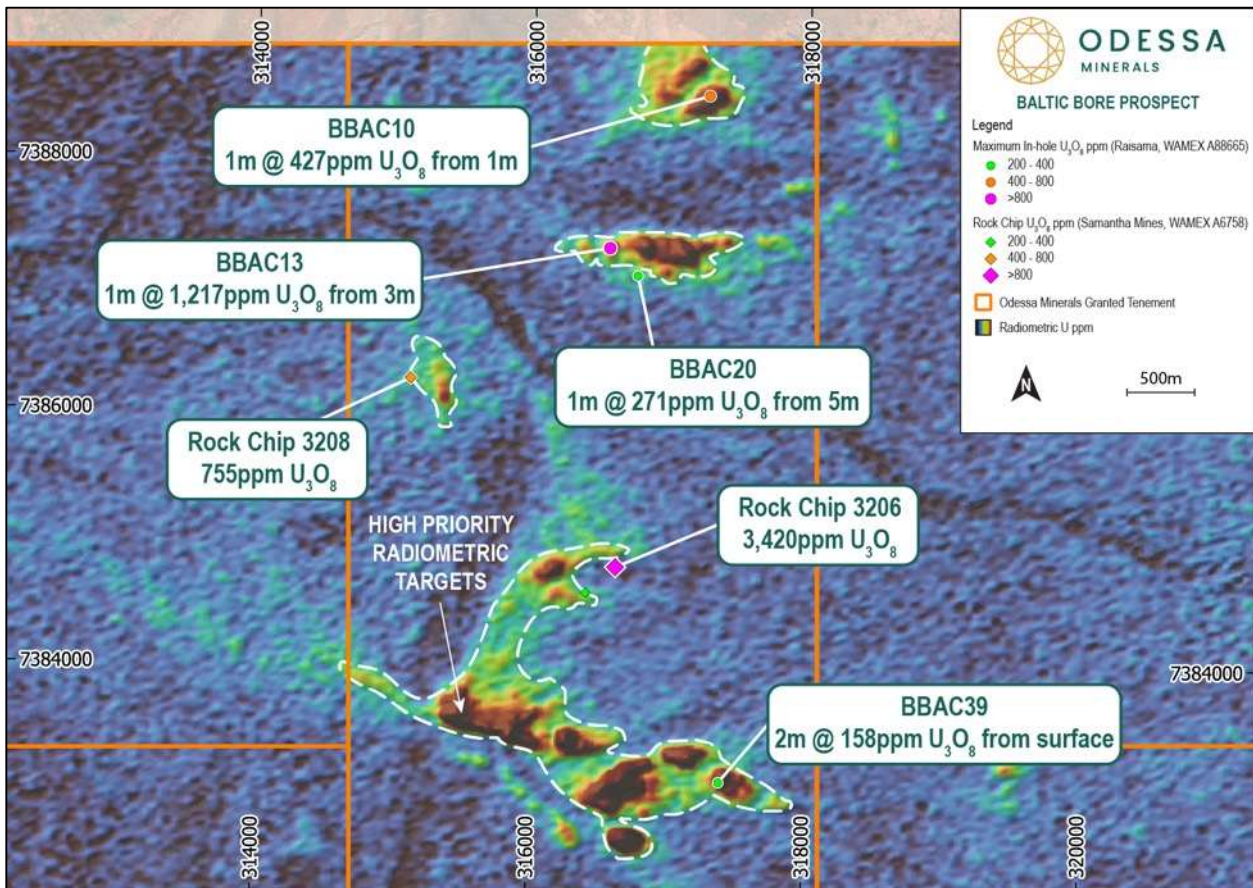 314000
316000
318000
ODESSA
MINERALS
BALTIC BORE PROSPECT
Legend
Maximum In-hole U₃O₈ ppm (Raisama, WAMEX A88665)
200 - 400
400 - 800
>800
Rock Chip U₃O₈ ppm (Samantha Mines, WAMEX A6758)
200 - 400
400 - 800
>800
Odessa Minerals Granted Tenement
Radiometric U ppm
N
500m
BBAC10
1m @ 427ppm U₃O₈ from 1m
7388000
BBAC13
1m @ 1,217ppm U₃O₈ from 3m
BBAC20
1m @ 271ppm U₃O₈ from 5m
7386000
Rock Chip 3208
755ppm U₃O₈
Rock Chip 3206
3,420ppm U₃O₈
HIGH PRIORITY
RADIOMETRIC
TARGETS
7384000
7384000
BBAC39
2m @ 158ppm U₃O₈ from surface
314000
316000
318000
320000